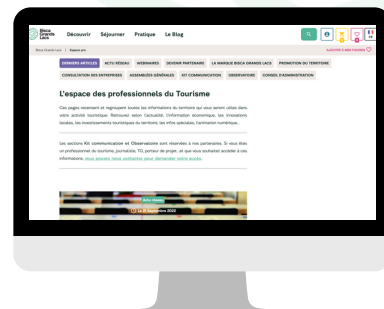 Bisca
Grands
Lacs
Découvrir Séjourner Pratique Le Blog
FR
Bisca Grands Lacs | Espace pro
AJOUTER À MES FAVORIS
DERNIERS ARTICLES ACTU RÉSEAU WEBINAIRES DEVENIR PARTENAIRE LA MARQUE BISCA GRANDS LACS PROMOTION DU TERRITOIRE
CONSULTATION DES ENTREPRISES ASSEMBLÉES GÉNÉRALES KIT COMMUNICATION OBSERVATOIRE CONSEIL D'ADMINISTRATION
L'espace des professionnels du Tourisme
Ces pages recensent et regroupent toutes les informations du territoire qui vous seront utiles dans
votre activité touristique. Retrouvez selon l'actualité, l'information économique, les innovations
locales, les investissements touristiques du territoire, les infos spéciales, l'animation numérique...
Les sections Kit communication et Observatoire sont réservées à nos partenaires. Si vous êtes
un professionnel du tourisme, journaliste, TO, porteur de projet, et que vous souhaitez accéder à ces
informations, vous pouvez nous contacter pour demander votre accès.
Actu réseau
Le 21 Septembre 2022